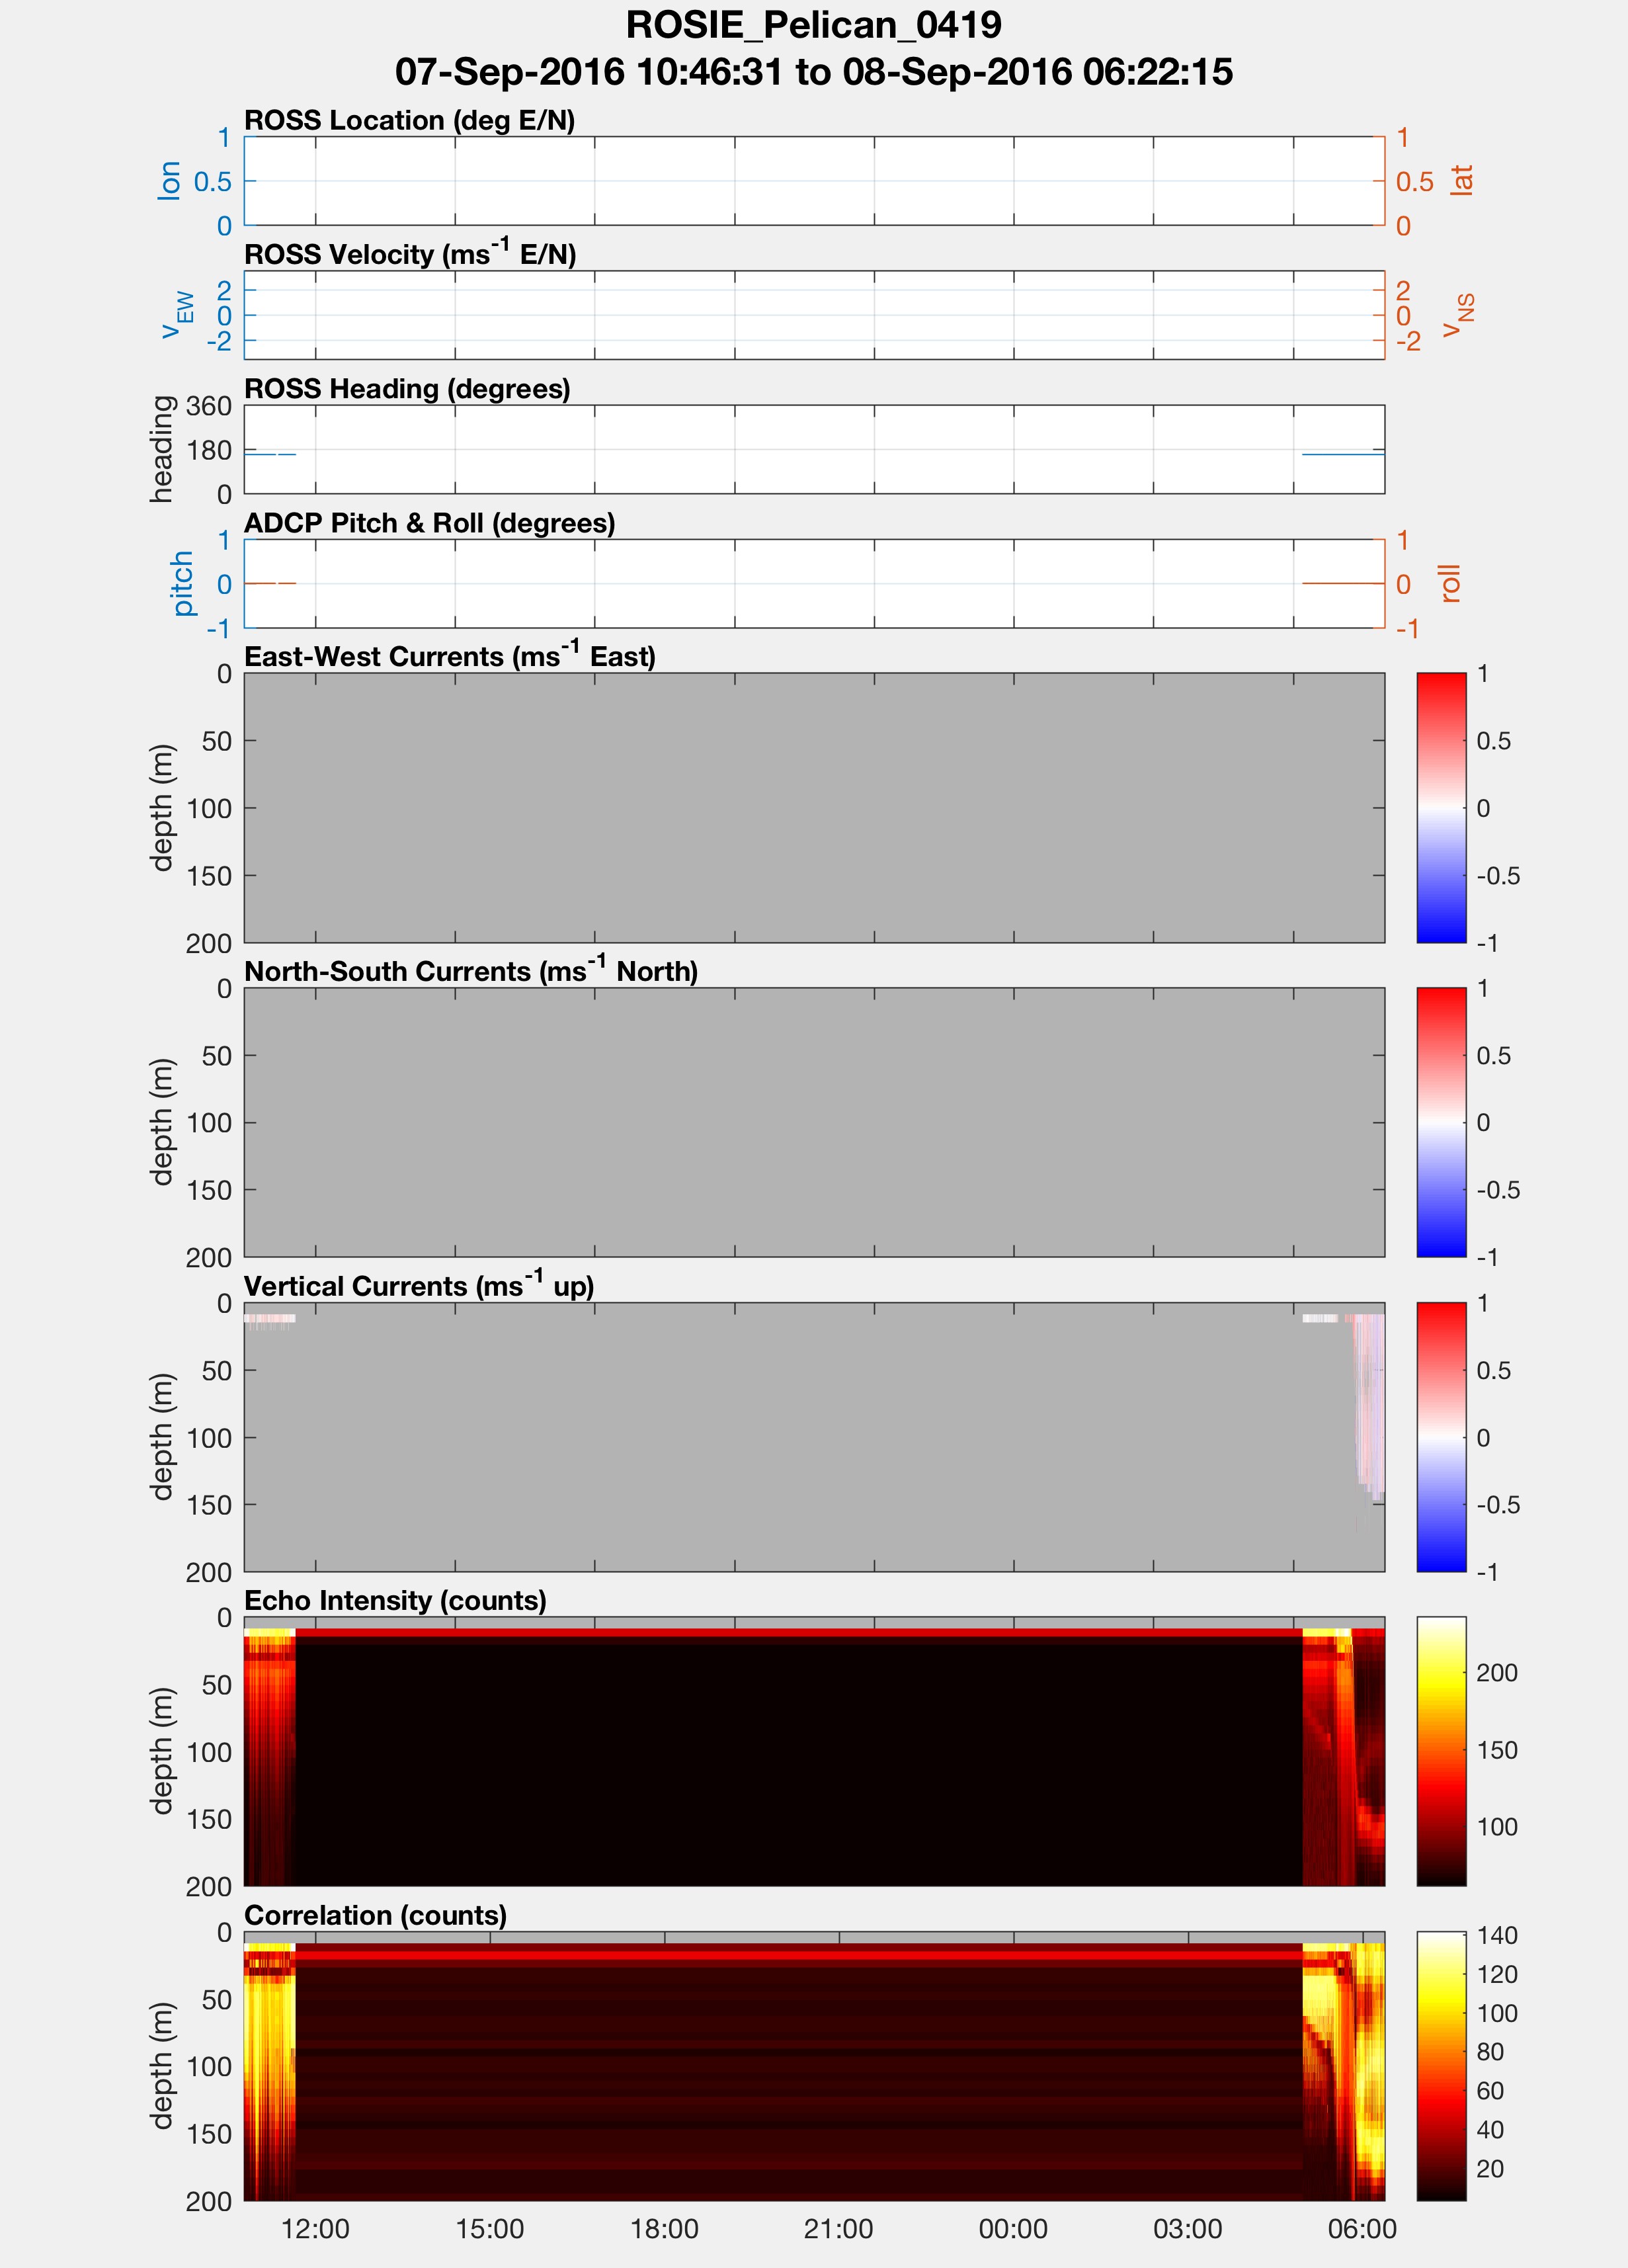 ROSIE_Pelican_0419
07-Sep-2016 10:46:31 to 08-Sep-2016 06:22:15
ROSS Location (deg E/N)
1
0.5
0
lon
1
0.5
0
lat
ROSS Velocity (ms-1 E/N)
2
0
-2
vEW
2
0
-2
vNS
ROSS Heading (degrees)
360
180
0
heading
ADCP Pitch & Roll (degrees)
1
0
-1
pitch
1
0
-1
roll
East-West Currents (ms-1 East)
0
50
100
150
200
depth (m)
1
0.5
0
-0.5
-1
North-South Currents (ms-1 North)
0
50
100
150
200
depth (m)
1
0.5
0
-0.5
-1
Vertical Currents (ms-1 up)
0
50
100
150
200
depth (m)
1
0.5
0
-0.5
-1
Echo Intensity (counts)
0
50
100
150
200
depth (m)
200
150
100
Correlation (counts)
0
50
100
150
200
depth (m)
140
120
100
80
60
40
20
12:00 15:00 18:00 21:00 00:00 03:00 06:00